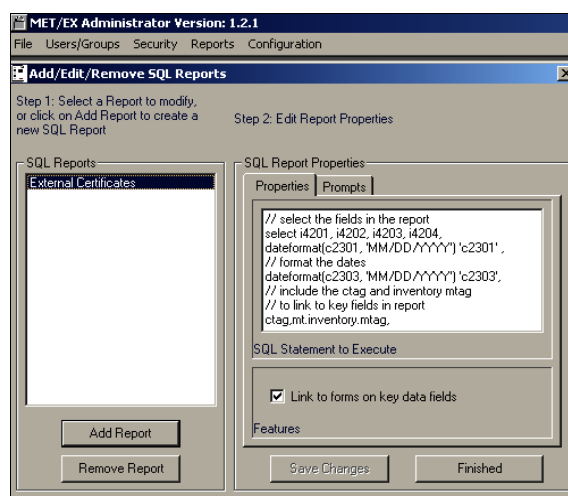 MET/EX Administrator Version: 1.2.1
File Users/Groups Security Reports Configuration
Add/Edit/Remove SQL Reports
Step 1: Select a Report to modify,
or click on Add Report to create a
new SQL Report
Step 2: Edit Report Properties
SQL Reports
External Certificates
Add Report
Remove Report
SQL Report Properties
Properties Prompts
// select the fields in the report
select i4201, i4202, i4203, i4204,
dateformat(c2301, 'MM/DD/YYYY') 'c2301' ,
// format the dates
dateformat(c2303, 'MM/DD/YYYY') 'c2303',
// include the ctag and inventory mtag
// to link to key fields in report
ctag,mt.inventory.mtag,
SQL Statement to Execute
Link to forms on key data fields
Features
Save Changes Finished